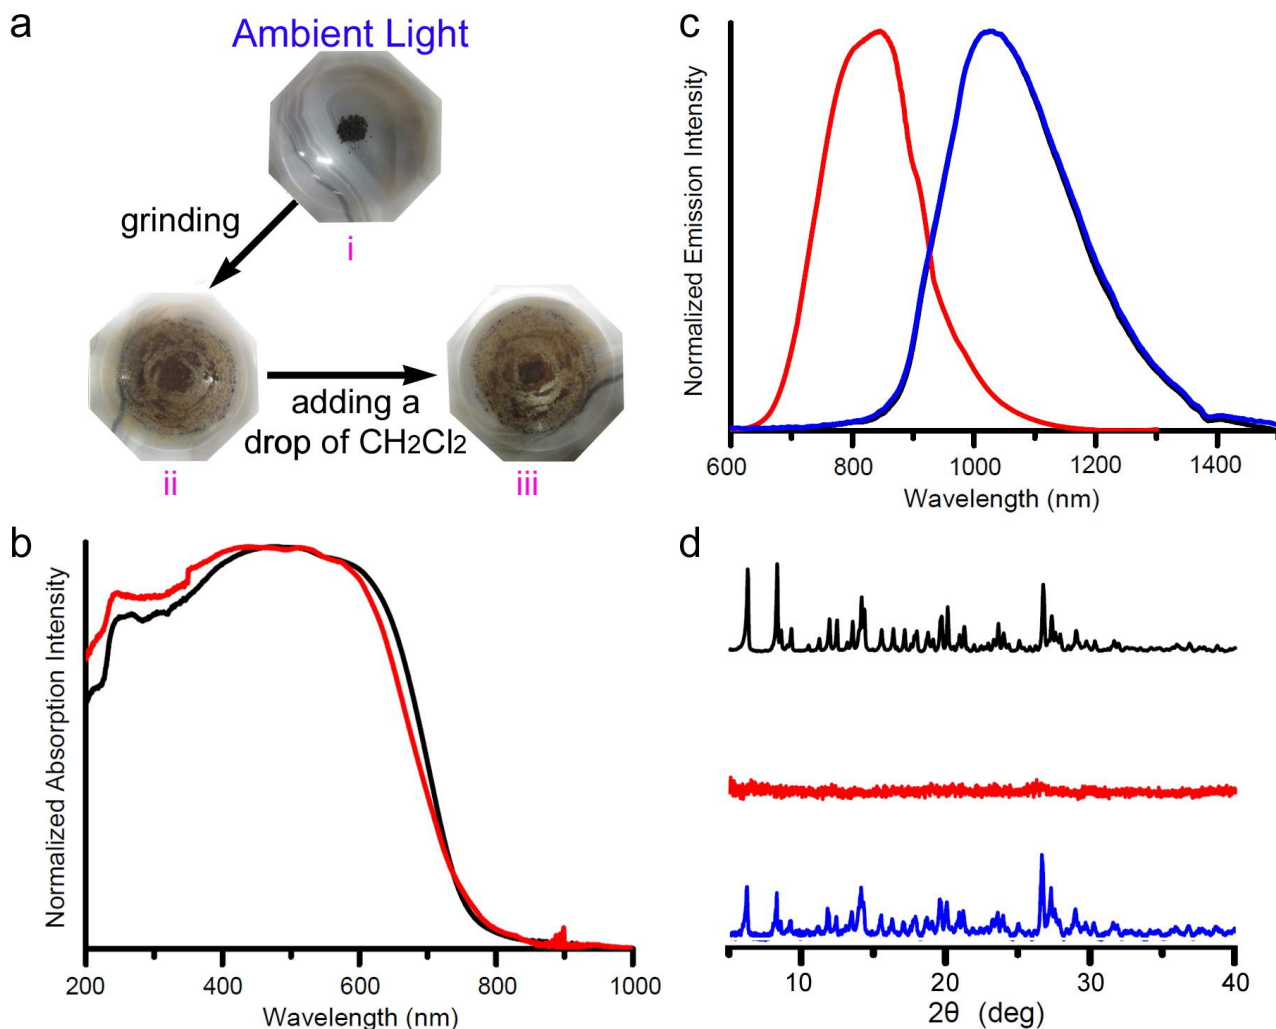 a
Ambient Light
grinding
i
adding a
drop of CH2Cl2
ii
iii
c
Normalized Emission Intensity
600 800 1000 1200 1400
Wavelength (nm)
b
Normalized Absorption Intensity
200 400 600 800 1000
Wavelength (nm)
d
10 20 30 40
2θ (deg)